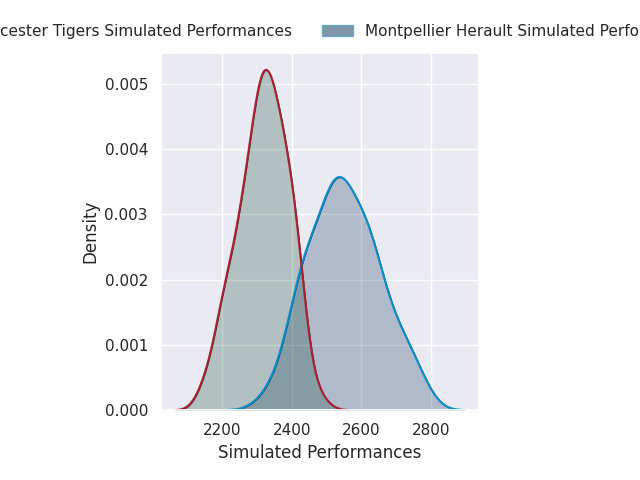 cester Tigers Simulated Performances Montpellier Herault Simulated Perfo
0.005
0.004
0.003
0.002
0.001
0.000
Density
2200 2400 2600 2800
Simulated Performances